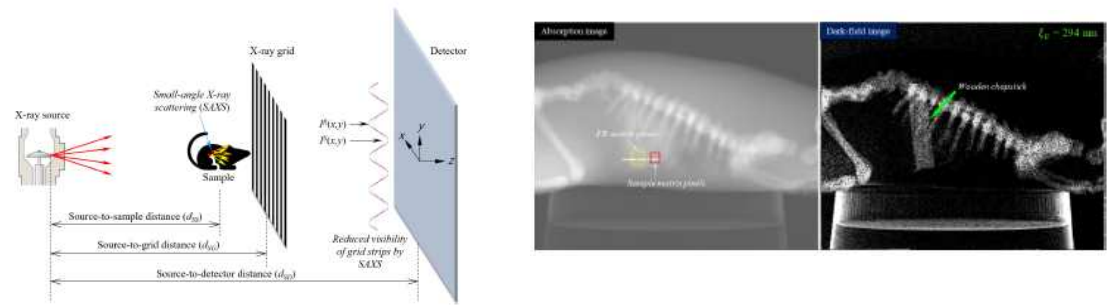 X-ray grid
Detector
Small-angle X-ray
scattering (SAXS)
X-ray source
I⁰(x,y)
Iˢ(x,y)
x
y
z
Sample
Source-to-sample distance (dSS)
Source-to-grid distance (dSG)
Reduced visibility
of grid strips by
SAXS
Source-to-detector distance (dSD)
Absorption image
Sample matrix pixels
Dark-field image
= 294 nm
Wooden chopstick